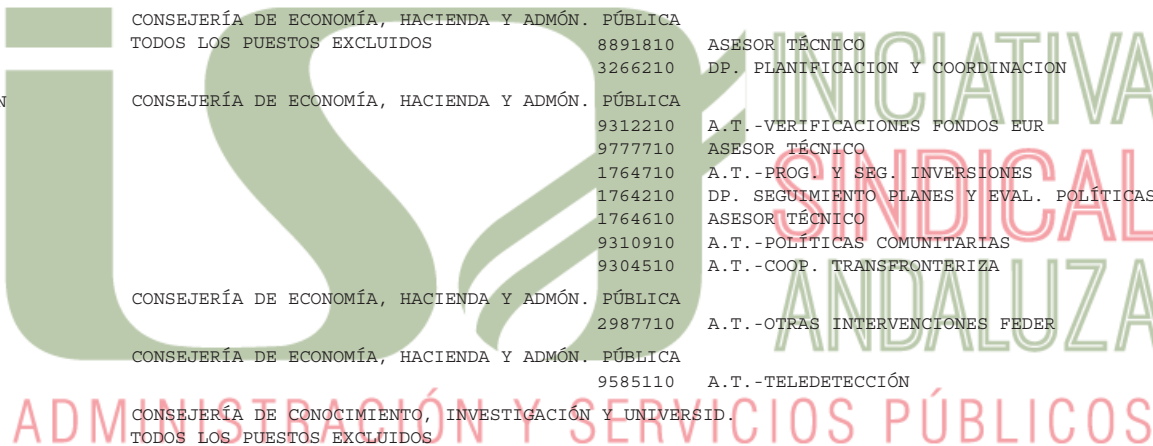 CONSEJERÍA DE ECONOMÍA, HACIENDA Y ADMÓN. PÚBLICA
TODOS LOS PUESTOS EXCLUIDOS 8891810 ASESOR TÉCNICO
3266210 DP. PLANIFICACION Y COORDINACION
N CONSEJERÍA DE ECONOMÍA, HACIENDA Y ADMÓN. PÚBLICA
9312210 A.T.-VERIFICACIONES FONDOS EUR
9777710 ASESOR TÉCNICO
1764710 A.T.-PROG. Y SEG. INVERSIONES
1764210 DP. SEGUIMIENTO PLANES Y EVAL. POLÍTICAS
1764610 ASESOR TÉCNICO
9310910 A.T.-POLÍTICAS COMUNITARIAS
9304510 A.T.-COOP. TRANSFRONTERIZA
CONSEJERÍA DE ECONOMÍA, HACIENDA Y ADMÓN. PÚBLICA
2987710 A.T.-OTRAS INTERVENCIONES FEDER
CONSEJERÍA DE ECONOMÍA, HACIENDA Y ADMÓN. PÚBLICA
9585110 A.T.-TELEDETECCIÓN
CONSEJERÍA DE CONOCIMIENTO, INVESTIGACIÓN Y UNIVERSID.
TODOS LOS PUESTOS EXCLUIDOS
isa
INICIATIVA
SINDICAL
ANDALUZA
ADMINISTRACIÓN Y SERVICIOS PÚBLICOS